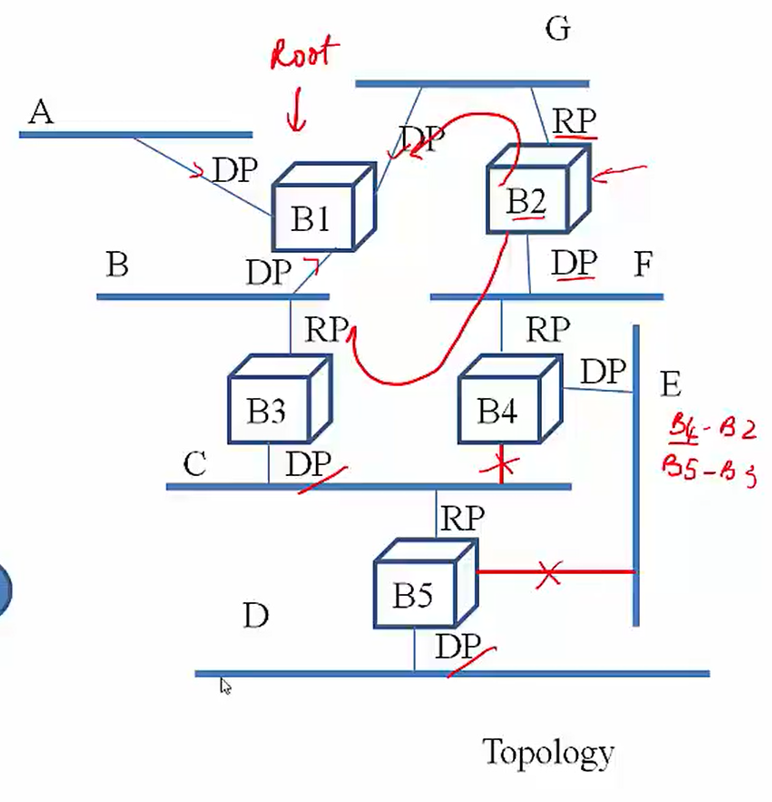 G
Root
A
DP
RP
DP
B1
B2
B
DP
DP
F
RP
RP
DP
E
B3
B4
B4 - B2
B5 - B3
C
DP
RP
B5
D
DP
Topology